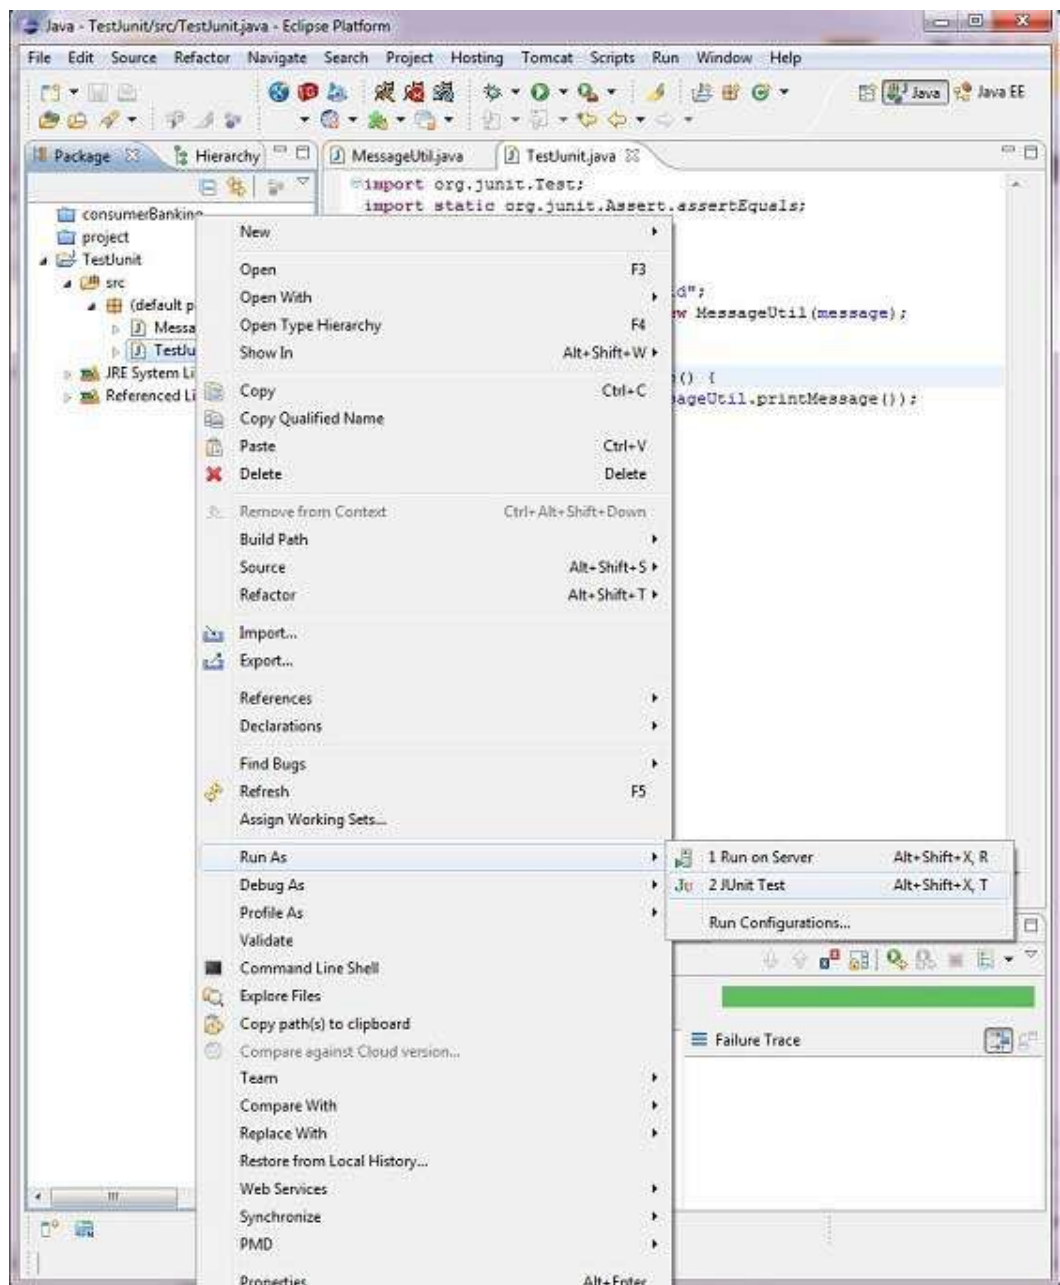 Java - TestJunit/src/TestJunit.java - Eclipse Platform
File Edit Source Refactor Navigate Search Project Hosting Tomcat Scripts Run Window Help
Java Java EE
Package Hierarchy
MessageUtil.java TestJunit.java
import org.junit.Test;
import static org.junit.Assert.assertEquals;
consumerBanking
project
TestJunit
src
(default p
Messa
TestJu
JRE System Li
Referenced Li
d";
w MessageUtil(message);
() {
ageUtil.printMessage());
New
Open F3
Open With
Open Type Hierarchy F4
Show In Alt+Shift+W
Copy Ctrl+C
Copy Qualified Name
Paste Ctrl+V
Delete Delete
Remove from Context Ctrl+Alt+Shift+Down
Build Path
Source Alt+Shift+S
Refactor Alt+Shift+T
Import...
Export...
References
Declarations
Find Bugs
Refresh F5
Assign Working Sets...
Run As
Debug As
Profile As
Validate
Command Line Shell
Explore Files
Copy path(s) to clipboard
Compare against Cloud version...
Team
Compare With
Replace With
Restore from Local History...
Web Services
Synchronize
PMD
Properties Alt+Enter
1 Run on Server Alt+Shift+X, R
Ju 2 JUnit Test Alt+Shift+X, T
Run Configurations...
Failure Trace